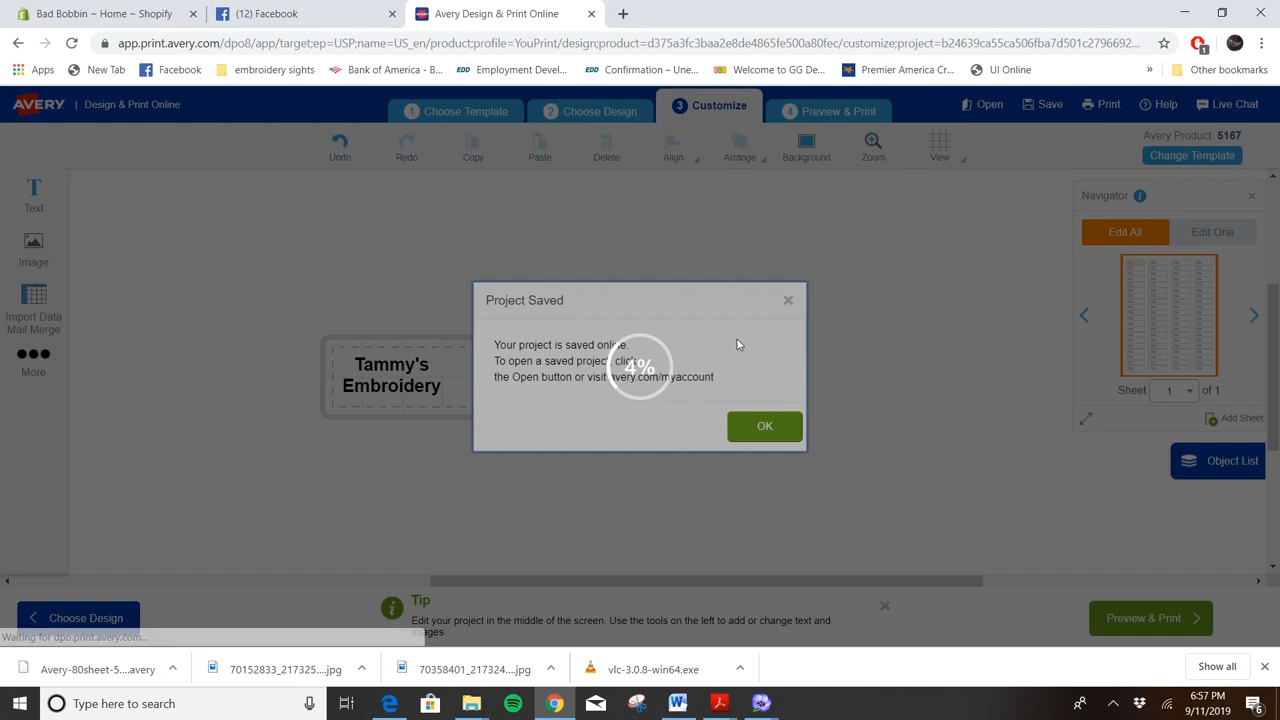 Bad Bobbin ~ Home ~ Shopify
(12) Facebook
Avery Design & Print Online
app.print.avery.com/dpo8/app/target;ep=USP;name=US_en/product;profile=YouPrint/design;product=d375a3fc3baa2e8de4865fe500a80fec/customize;project=b24639ca55ca506fba7d501c2796692...
1
Apps
New Tab
Facebook
embroidery sights
Bank of America - B...
EDD Employment Devel...
EDD Confirmation – Une...
Welcome to GG De...
Premier America Cr...
UI Online
»
Other bookmarks
AVERY
Design & Print Online
1 Choose Template
2 Choose Design
3 Customize
4 Preview & Print
Open
Save
Print
Help
Live Chat
Undo
Redo
Copy
Paste
Delete
Align
Arrange
Background
Zoom
View
Avery Product: 5167
Change Template
Text
Image
Import Data
Mail Merge
More
Tammy's
Embroidery
Project Saved
Your project is saved online.
To open a saved project, click
the Open button or visit avery.com/myaccount
4%
OK
Navigator
Edit All
Edit One
Sheet 1 of 1
Add Sheet
Object List
Choose Design
Tip
Edit your project in the middle of the screen. Use the tools on the left to add or change text and
images.
Preview & Print
Waiting for dpo.print.avery.com...
Avery-80sheet-5....avery
70152833_217325....jpg
70358401_217324....jpg
vlc-3.0.8-win64.exe
Show all
Type here to search
6:57 PM
9/11/2019
6